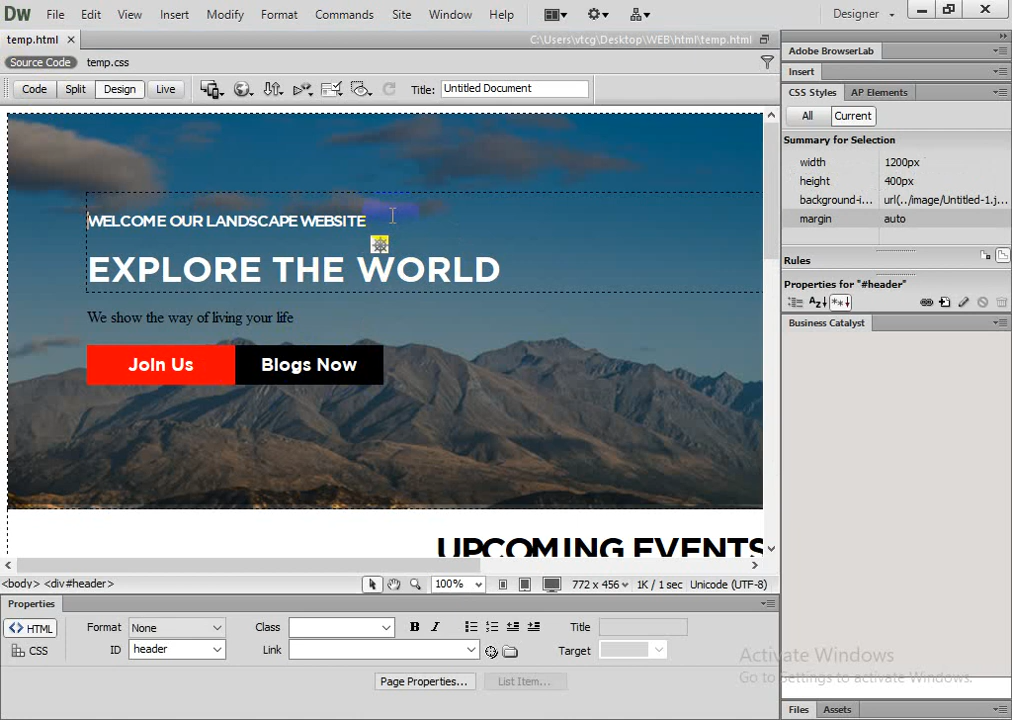 Dw File Edit View Insert Modify Format Commands Site Window Help Designer
temp.html C:\Users\vtcg\Desktop\WEB\html\temp.html
Source Code temp.css
Code Split Design Live Title: Untitled Document
WELCOME OUR LANDSCAPE WEBSITE
EXPLORE THE WORLD
We show the way of living your life
Join Us Blogs Now
UPCOMING EVENTS
<body> <div#header> 100% 772 x 456 1K / 1 sec Unicode (UTF-8)
Properties
<> HTML Format None Class B I Title
CSS ID header Link Target
Page Properties... List Item...
Adobe BrowserLab
Insert
CSS Styles AP Elements
All Current
Summary for Selection
width 1200px
height 400px
background-i... url(../image/Untitled-1.j...
margin auto
Rules
Properties for "#header"
Az
Business Catalyst
Activate Windows
Go to Settings to activate Windows.
Files Assets